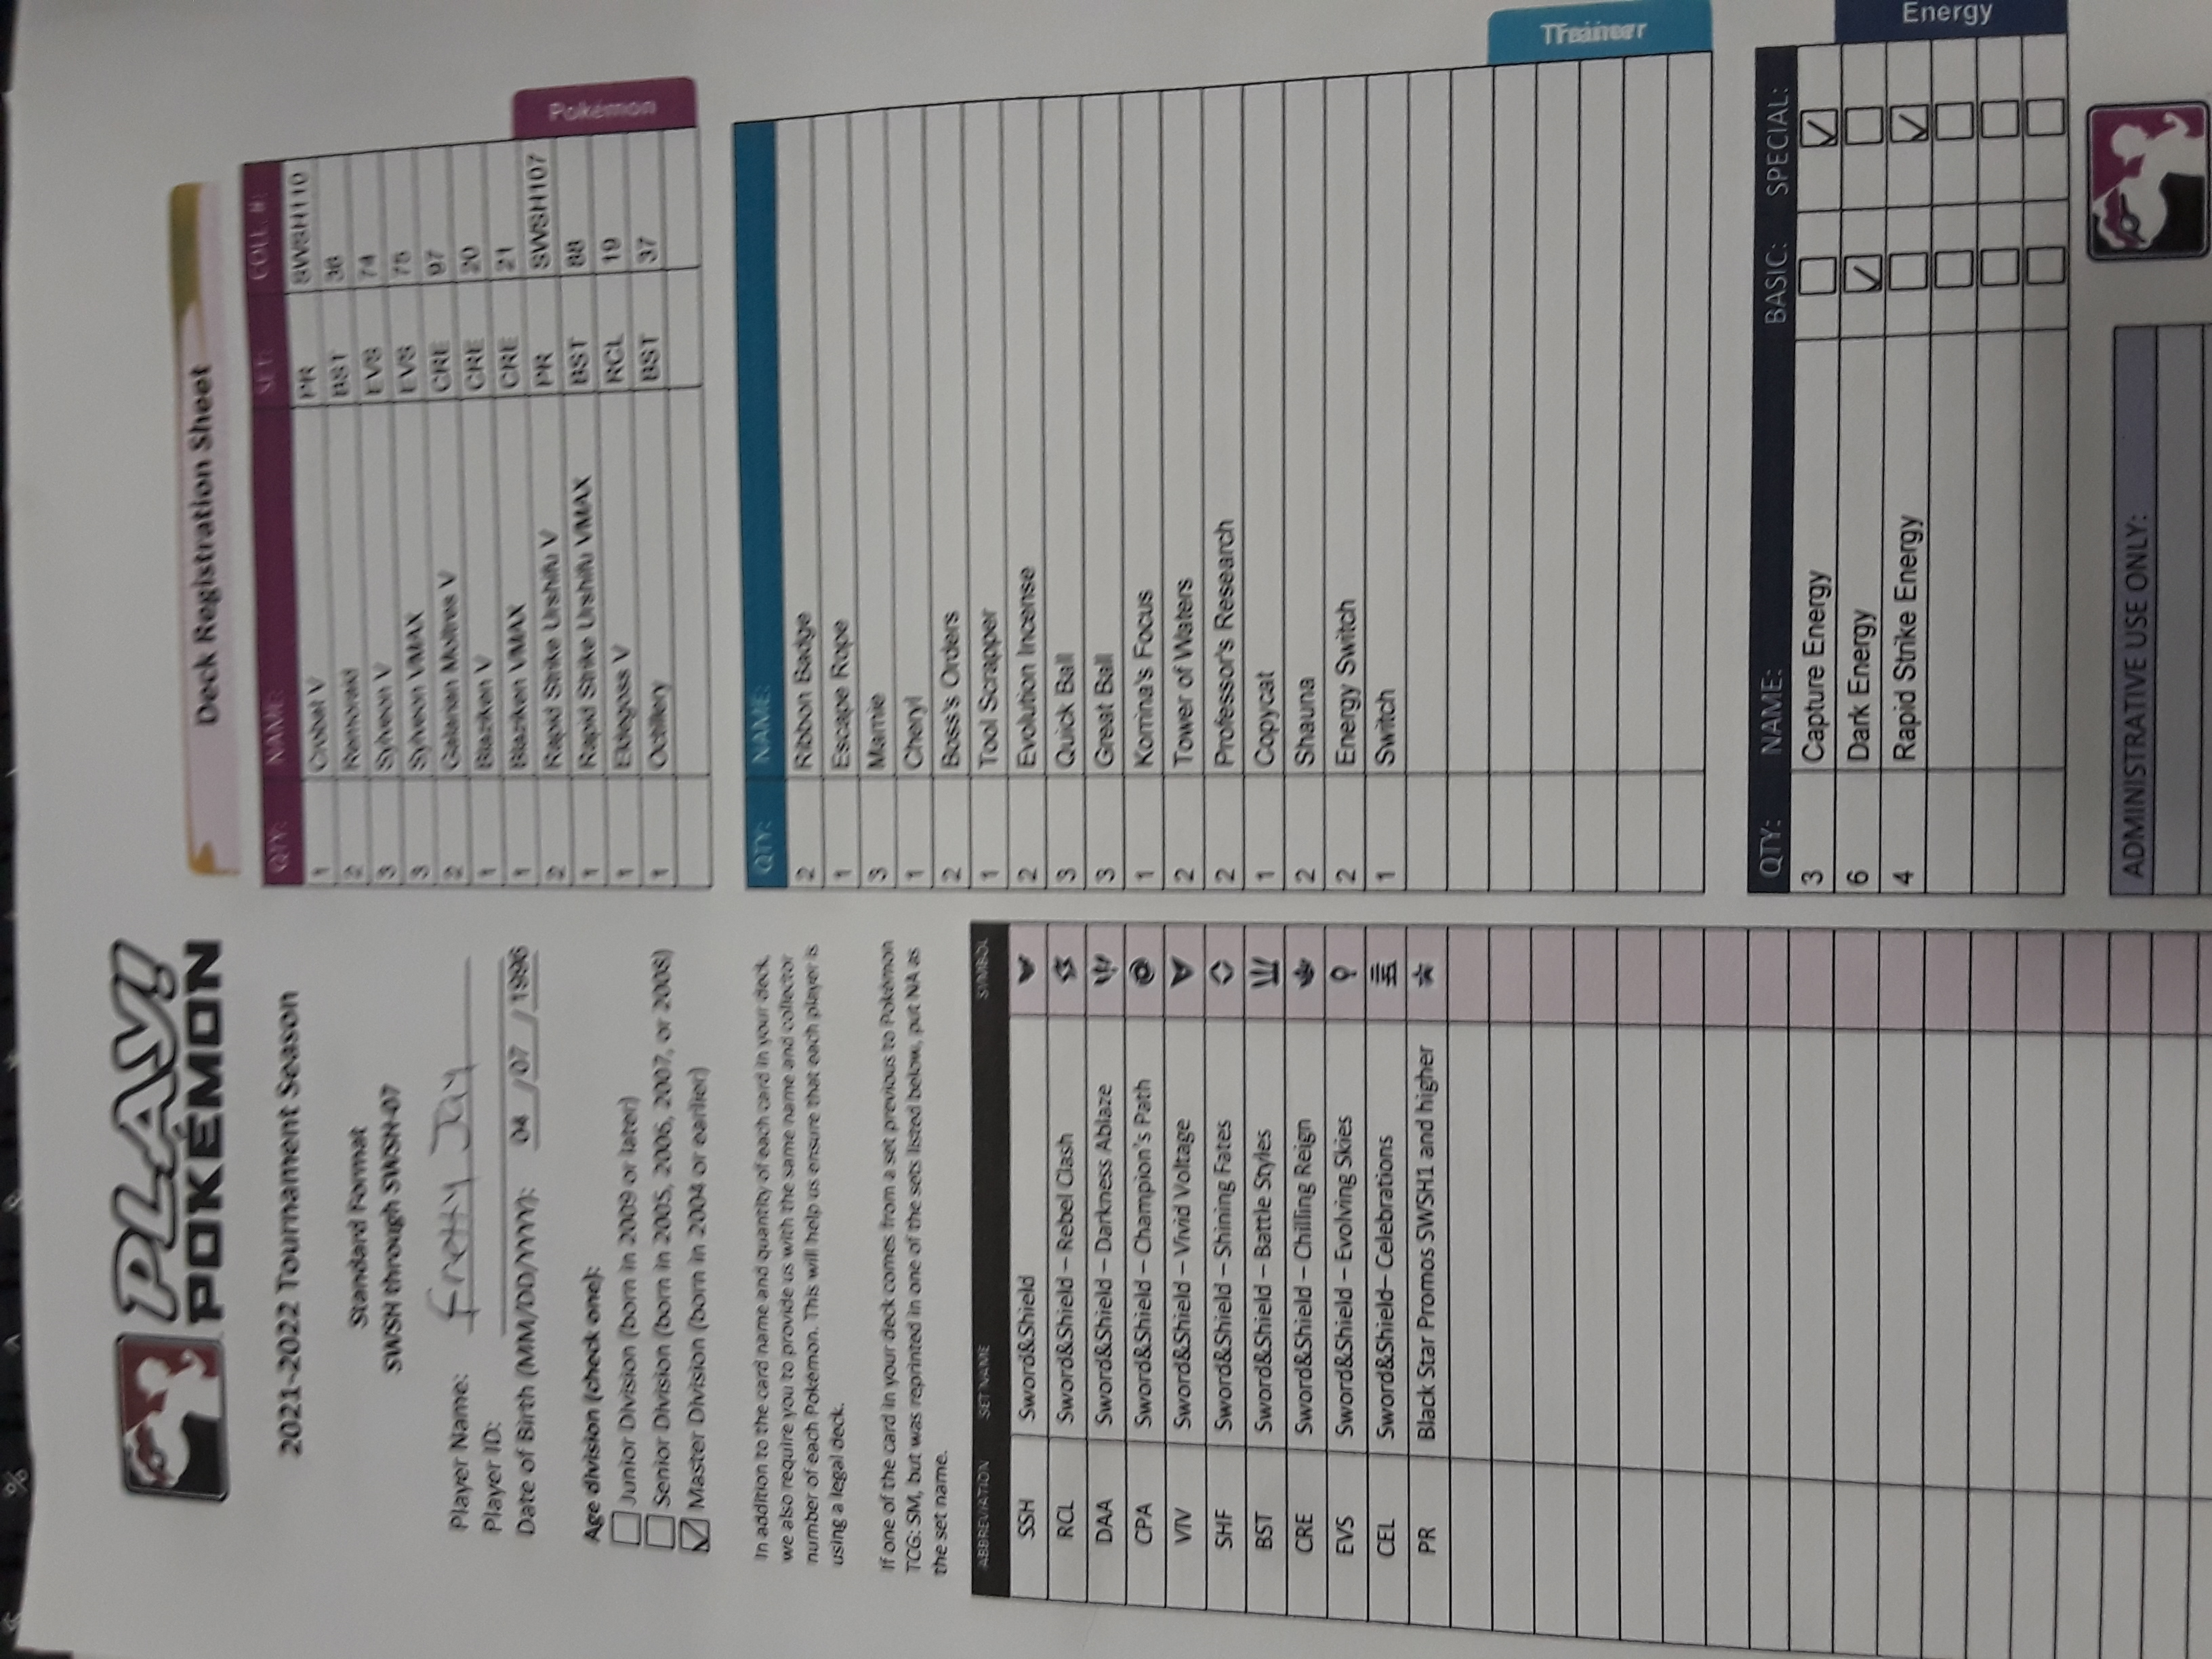 PLAY!
POKÉMON
2021-2022 Tournament Season
Standard Format
SWSH through SWSH-07
Player Name: Fretty Jay
Player ID:
Date of Birth (MM/DD/YYYY): 04 / 07 / 1996
Age division (check one):
Junior Division (born in 2009 or later)
Senior Division (born in 2005, 2006, 2007, or 2008)
Master Division (born in 2004 or earlier)
In addition to the card name and quantity of each card in your deck,
we also require you to provide us with the same name and collector
number of each Pokémon. This will help us ensure that each player is
using a legal deck.
If one of the card in your deck comes from a set previous to Pokémon
TCG: SM, but was reprinted in one of the sets listed below, put NA as
the set name.
ABBREVIATION SET NAME SYMBOL
SSH Sword&Shield
RCL Sword&Shield – Rebel Clash
DAA Sword&Shield – Darkness Ablaze
CPA Sword&Shield – Champion's Path
VIV Sword&Shield – Vivid Voltage
SHF Sword&Shield – Shining Fates
BST Sword&Shield – Battle Styles
CRE Sword&Shield – Chilling Reign
EVS Sword&Shield – Evolving Skies
CEL Sword&Shield– Celebrations
PR Black Star Promos SWSH1 and higher
Deck Registration Sheet
QTY: NAME: SET: COLL. #:
1 Crobat V PR SWSH110
2 Remoraid BST 36
3 Sylveon V EVS 74
3 Sylveon VMAX EVS 75
2 Galarian Moltres V CRE 97
1 Blaziken V CRE 20
1 Blaziken VMAX CRE 21
2 Rapid Strike Urshifu V PR SWSH107
1 Rapid Strike Urshifu VMAX BST 88
1 Eldegoss V RCL 19
1 Octillery BST 37
Pokémon
QTY: NAME:
2 Ribbon Badge
1 Escape Rope
3 Marnie
1 Cheryl
2 Boss's Orders
1 Tool Scrapper
2 Evolution Incense
3 Quick Ball
3 Great Ball
1 Korrina's Focus
2 Tower of Waters
2 Professor's Research
1 Copycat
2 Shauna
2 Energy Switch
1 Switch
Trainer
QTY: NAME: BASIC: SPECIAL:
3 Capture Energy
6 Dark Energy
4 Rapid Strike Energy
Energy
ADMINISTRATIVE USE ONLY: